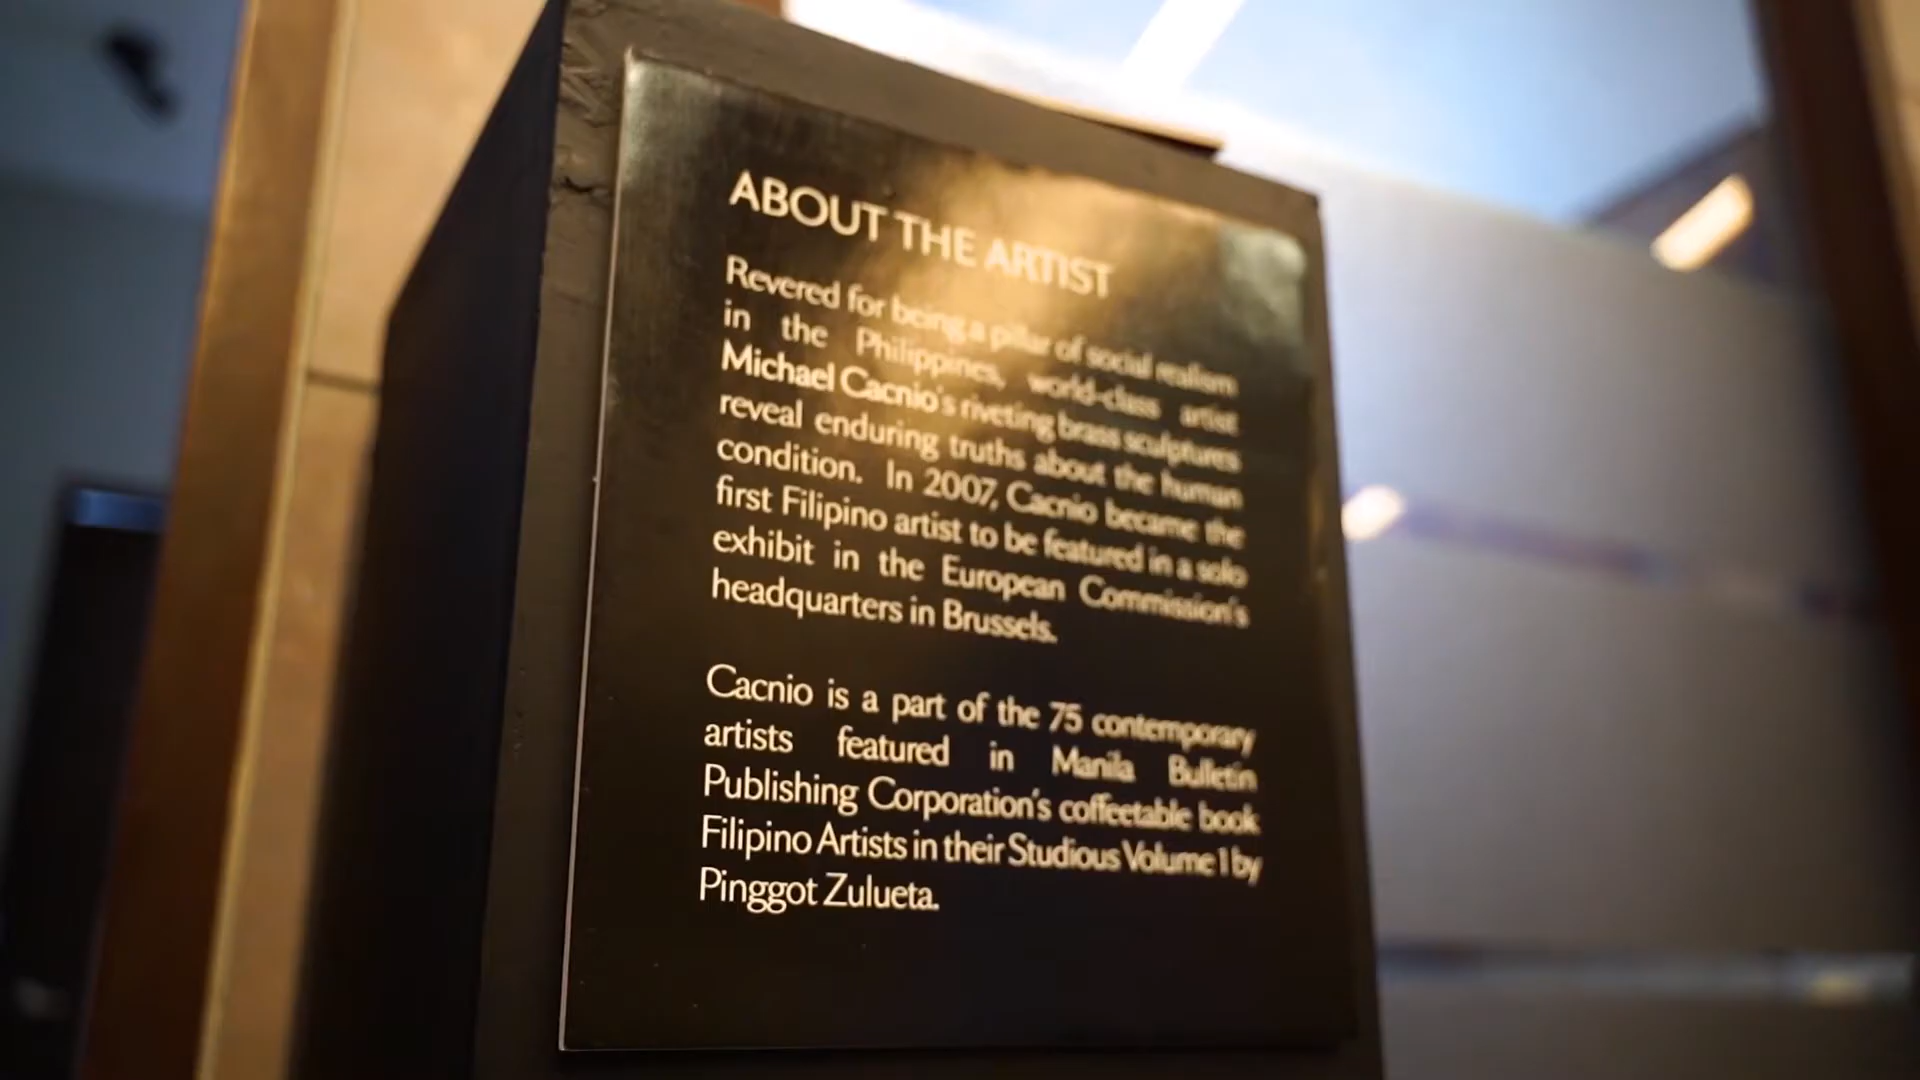 ABOUT THE ARTIST
Revered for being a pillar of social realism
in the Philippines, world-class artist
Michael Cacnio's riveting brass sculptures
reveal enduring truths about the human
condition. In 2007, Cacnio became the
first Filipino artist to be featured in a solo
exhibit in the European Commission's
headquarters in Brussels.
Cacnio is a part of the 75 contemporary
artists featured in Manila Bulletin
Publishing Corporation's coffeetable book
Filipino Artists in their Studious Volume 1 by
Pinggot Zulueta.